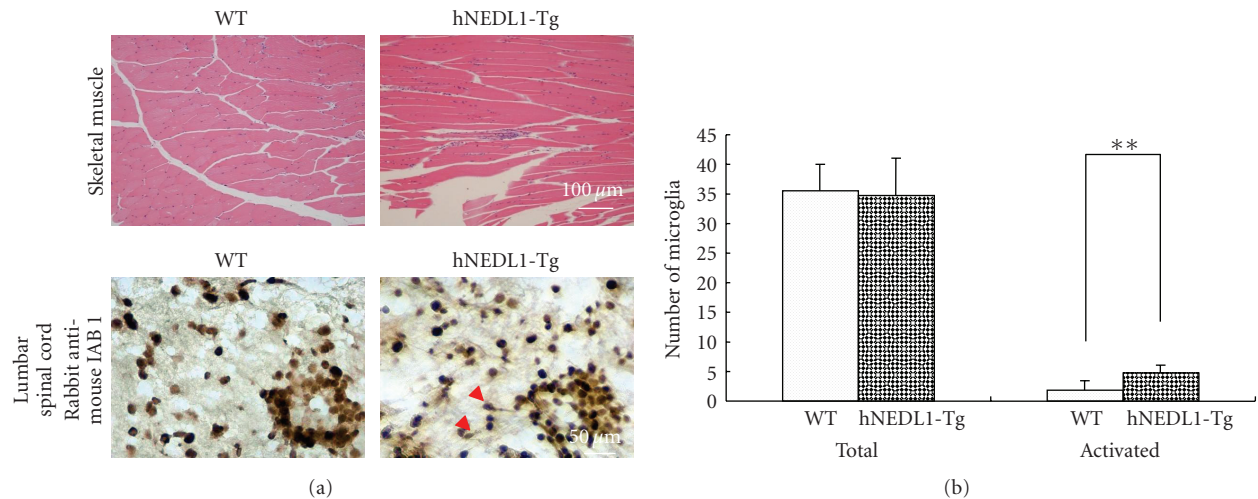 WT
hNEDL1-Tg
Skeletal muscle
100 μm
WT
hNEDL1-Tg
Lumbar
spinal cord
Rabbit anti-
mouse IAB 1
50 μm
(a)
Number of microglia
45
40
35
30
25
20
15
10
5
0
**
WT
hNEDL1-Tg
WT
hNEDL1-Tg
Total
Activated
(b)